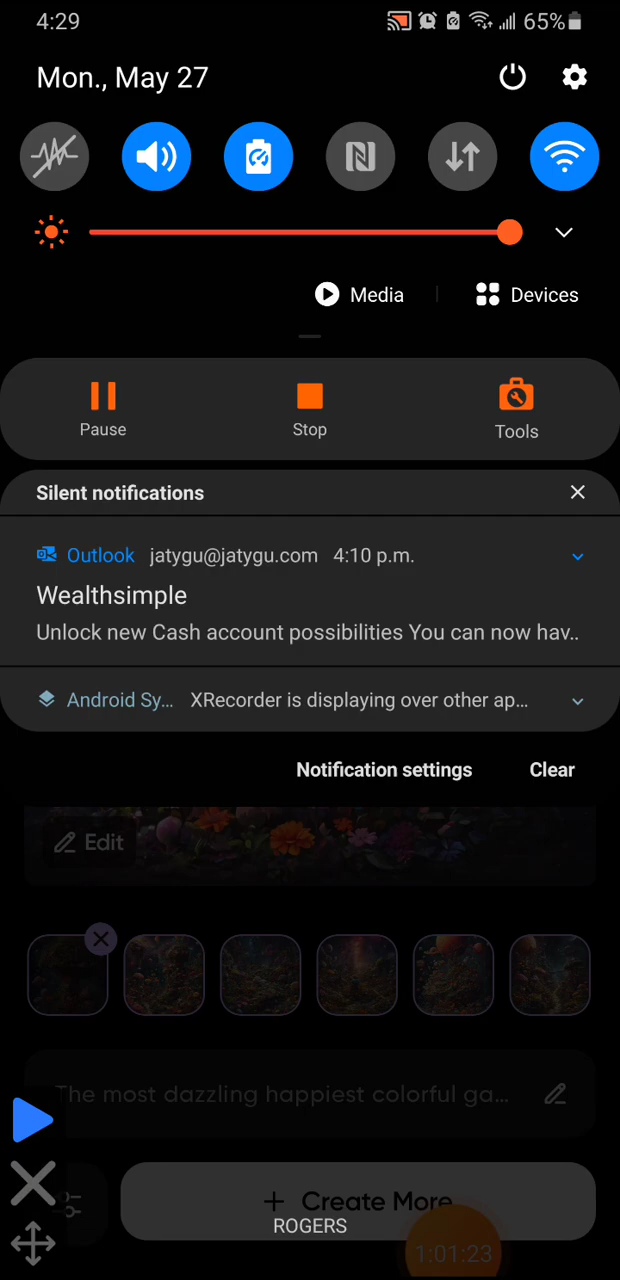 4:29 65%
Mon., May 27
Media Devices
Pause Stop Tools
Silent notifications
Outlook jatygu@jatygu.com 4:10 p.m.
Wealthsimple
Unlock new Cash account possibilities You can now hav..
Android Sy... XRecorder is displaying over other ap...
Notification settings Clear
Edit
The most dazzling happiest colorful ga...
+ Create More
ROGERS
1:01:23